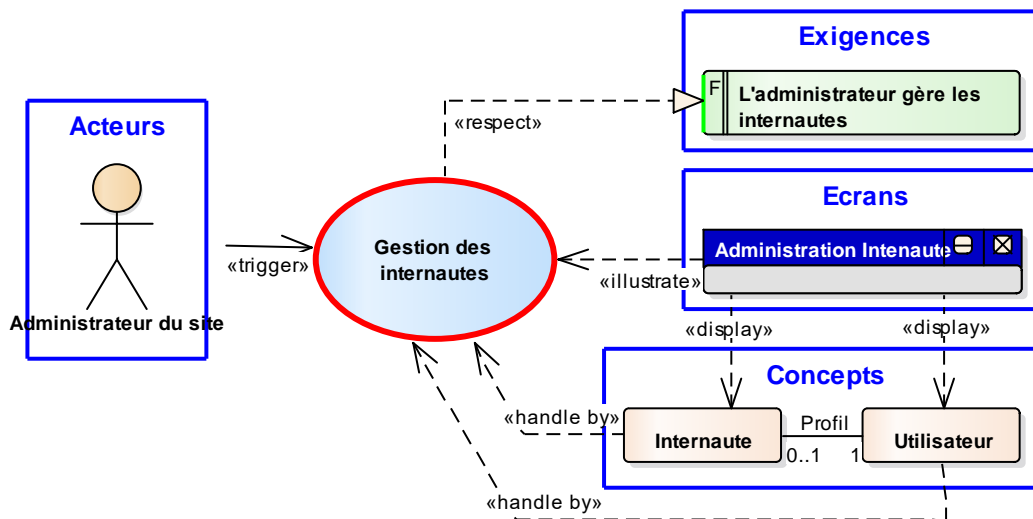 Exigences
F
L'administrateur gère les
internautes
«respect»
Acteurs
Administrateur du site
«trigger»
Gestion des
internautes
Ecrans
Administration Intenaute
«illustrate»
«display»
«display»
Concepts
«handle by»
Internaute
Profil
0..1
1
Utilisateur
«handle by»